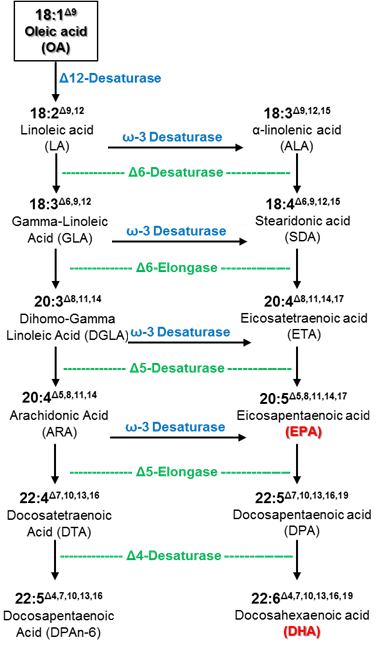 18:1Δ9
Oleic acid
(OA)
Δ12-Desaturase
18:2Δ9,12
Linoleic acid
(LA)
ω-3 Desaturase
18:3Δ9,12,15
α-linolenic acid
(ALA)
Δ6-Desaturase
18:3Δ6,9,12
Gamma-Linoleic
Acid (GLA)
ω-3 Desaturase
18:4Δ6,9,12,15
Stearidonic acid
(SDA)
Δ6-Elongase
20:3Δ8,11,14
Dihomo-Gamma
Linoleic Acid (DGLA)
ω-3 Desaturase
20:4Δ8,11,14,17
Eicosatetraenoic acid
(ETA)
Δ5-Desaturase
20:4Δ5,8,11,14
Arachidonic Acid
(ARA)
ω-3 Desaturase
20:5Δ5,8,11,14,17
Eicosapentaenoic acid
(EPA)
Δ5-Elongase
22:4Δ7,10,13,16
Docosatetraenoic
Acid (DTA)
22:5Δ7,10,13,16,19
Docosapentaenoic acid
(DPA)
Δ4-Desaturase
22:5Δ4,7,10,13,16
Docosapentaenoic
Acid (DPAn-6)
22:6Δ4,7,10,13,16,19
Docosahexaenoic acid
(DHA)